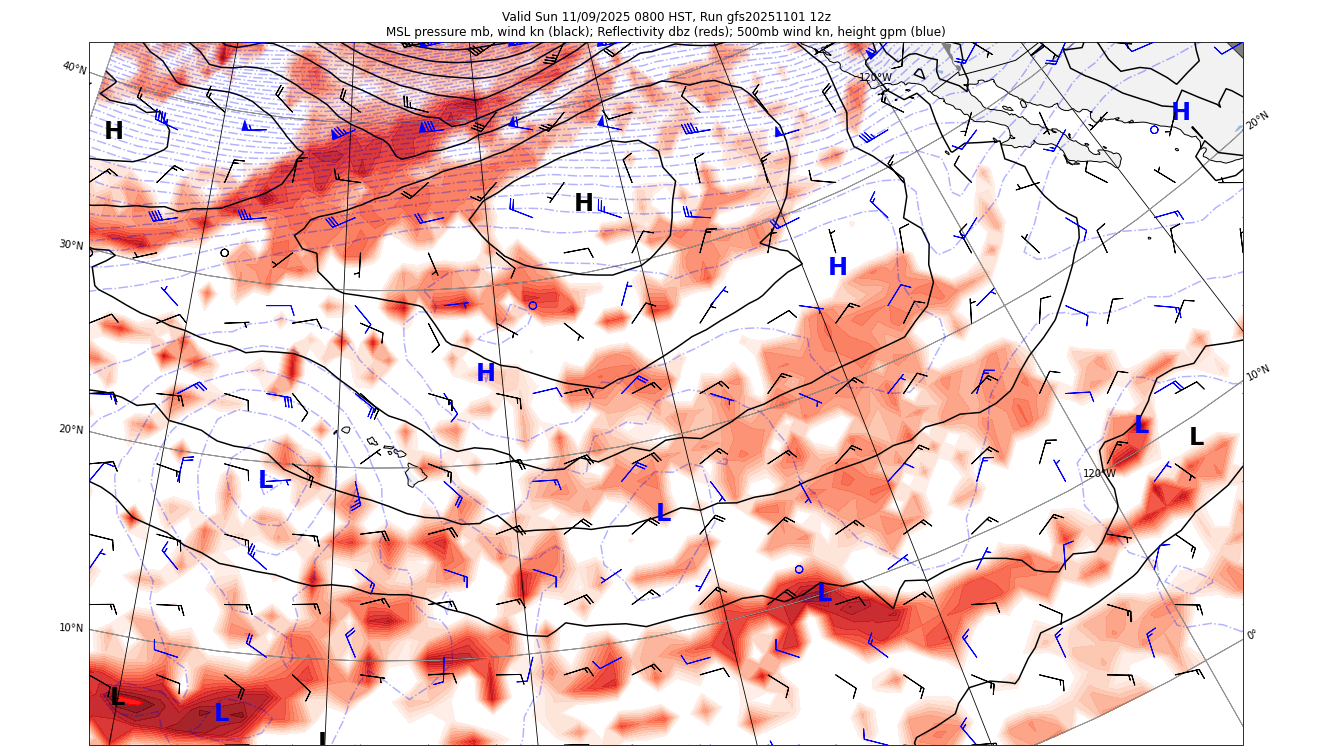 Valid Sun 11/09/2025 0800 HST, Run gfs20251101 12z
MSL pressure mb, wind kn (black); Reflectivity dbz (reds); 500mb wind kn, height gpm (blue)
40°N
120°W
H
20°N
H
H
30°N
H
H
10°N
20°N
L
L
120°W
L
L
L
L
10°N
0°
L
L